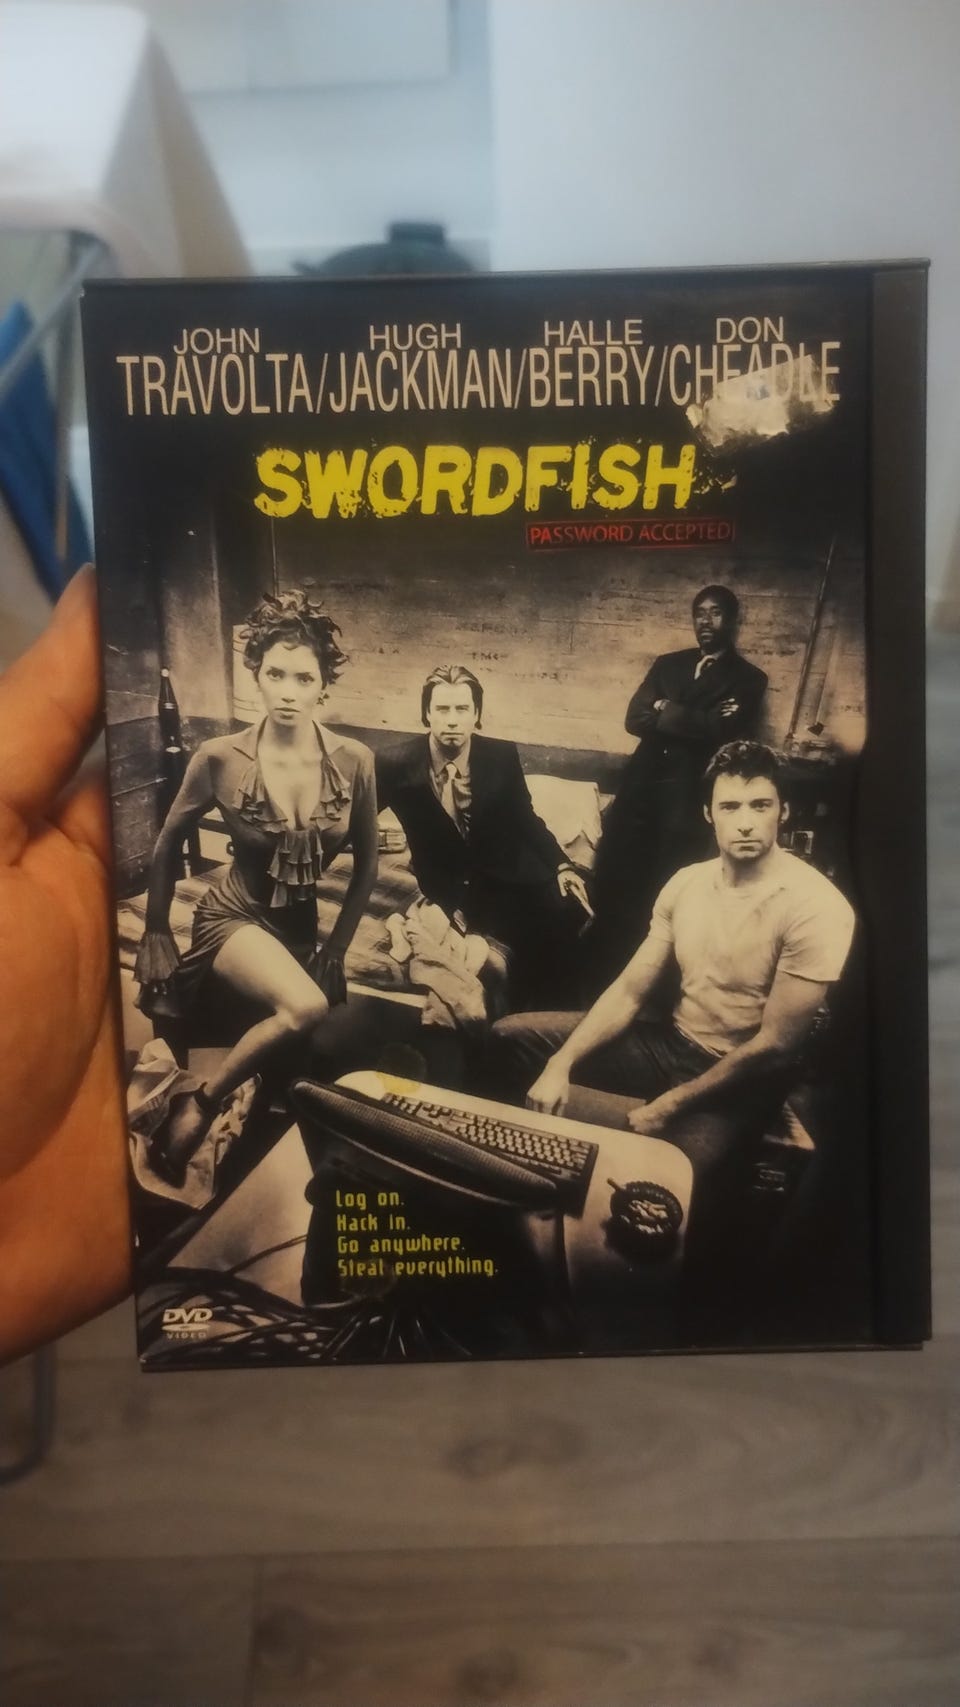 JOHN HUGH HALLE DON
TRAVOLTA/JACKMAN/BERRY/CHEADLE
SWORDFISH
PASSWORD ACCEPTED
Log on.
Hack in.
Go anywhere.
Steal everything.
DVD
VIDEO